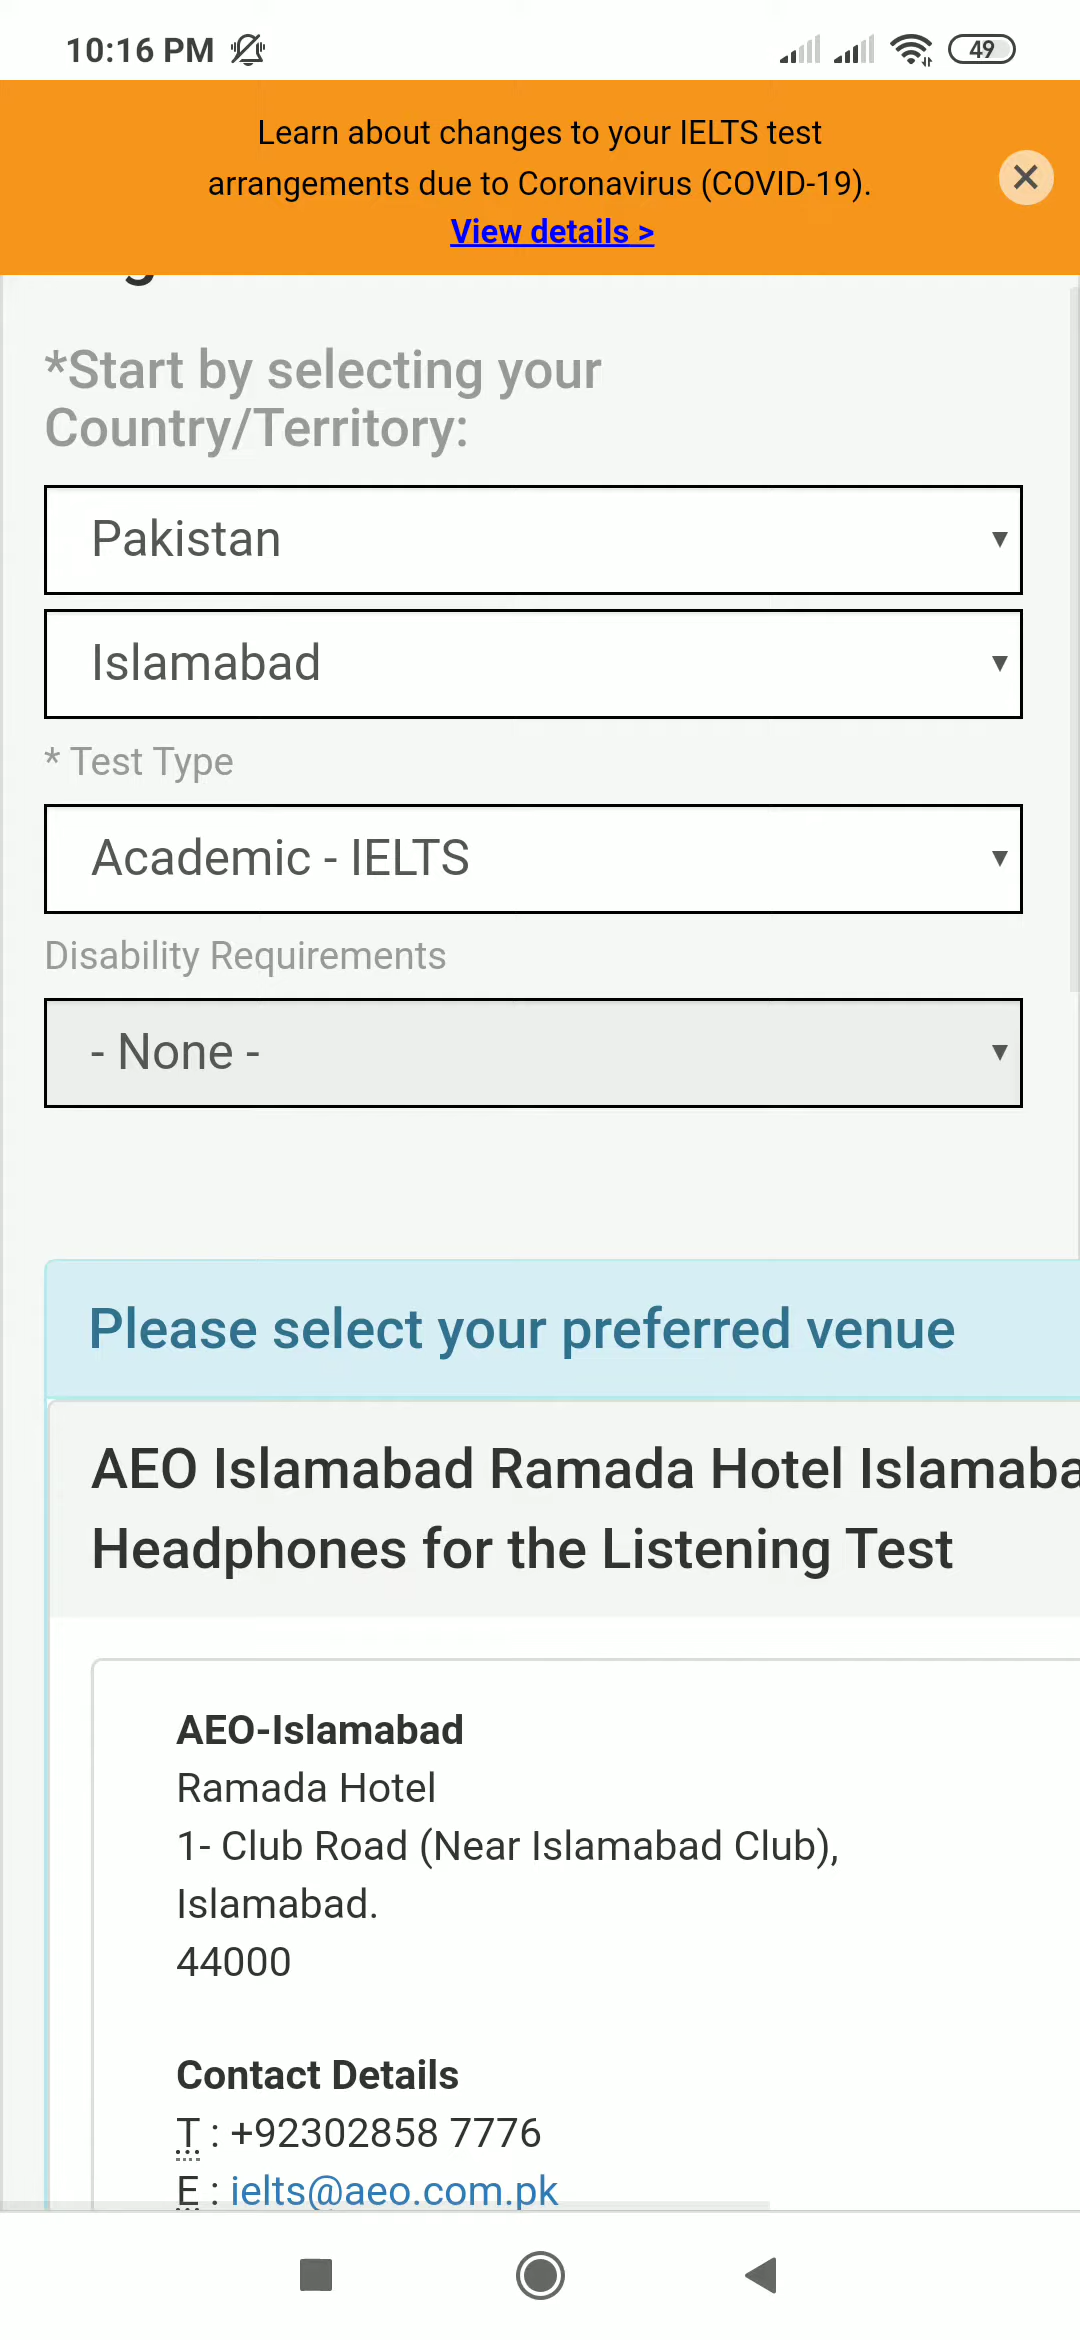 10:16 PM
49
Learn about changes to your IELTS test
arrangements due to Coronavirus (COVID-19).
View details >
*Start by selecting your
Country/Territory:
Pakistan
Islamabad
* Test Type
Academic - IELTS
Disability Requirements
- None -
Please select your preferred venue
AEO Islamabad Ramada Hotel
Headphones for the Listening Test
AEO-Islamabad
Ramada Hotel
1- Club Road (Near Islamabad Club),
Islamabad.
44000
Contact Details
T : +92302858 7776
E : ielts@aeo.com.pk